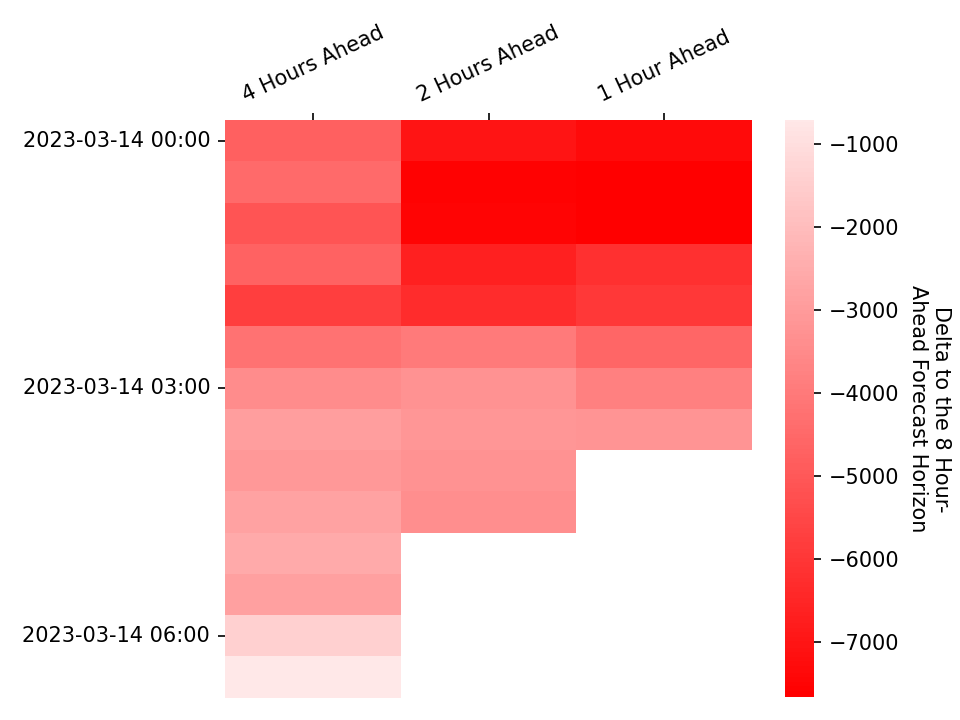 4 Hours Ahead
2 Hours Ahead
1 Hour Ahead
2023-03-14 00:00
2023-03-14 03:00
2023-03-14 06:00
−1000
−2000
−3000
−4000
−5000
−6000
−7000
Delta to the 8 Hour-
Ahead Forecast Horizon